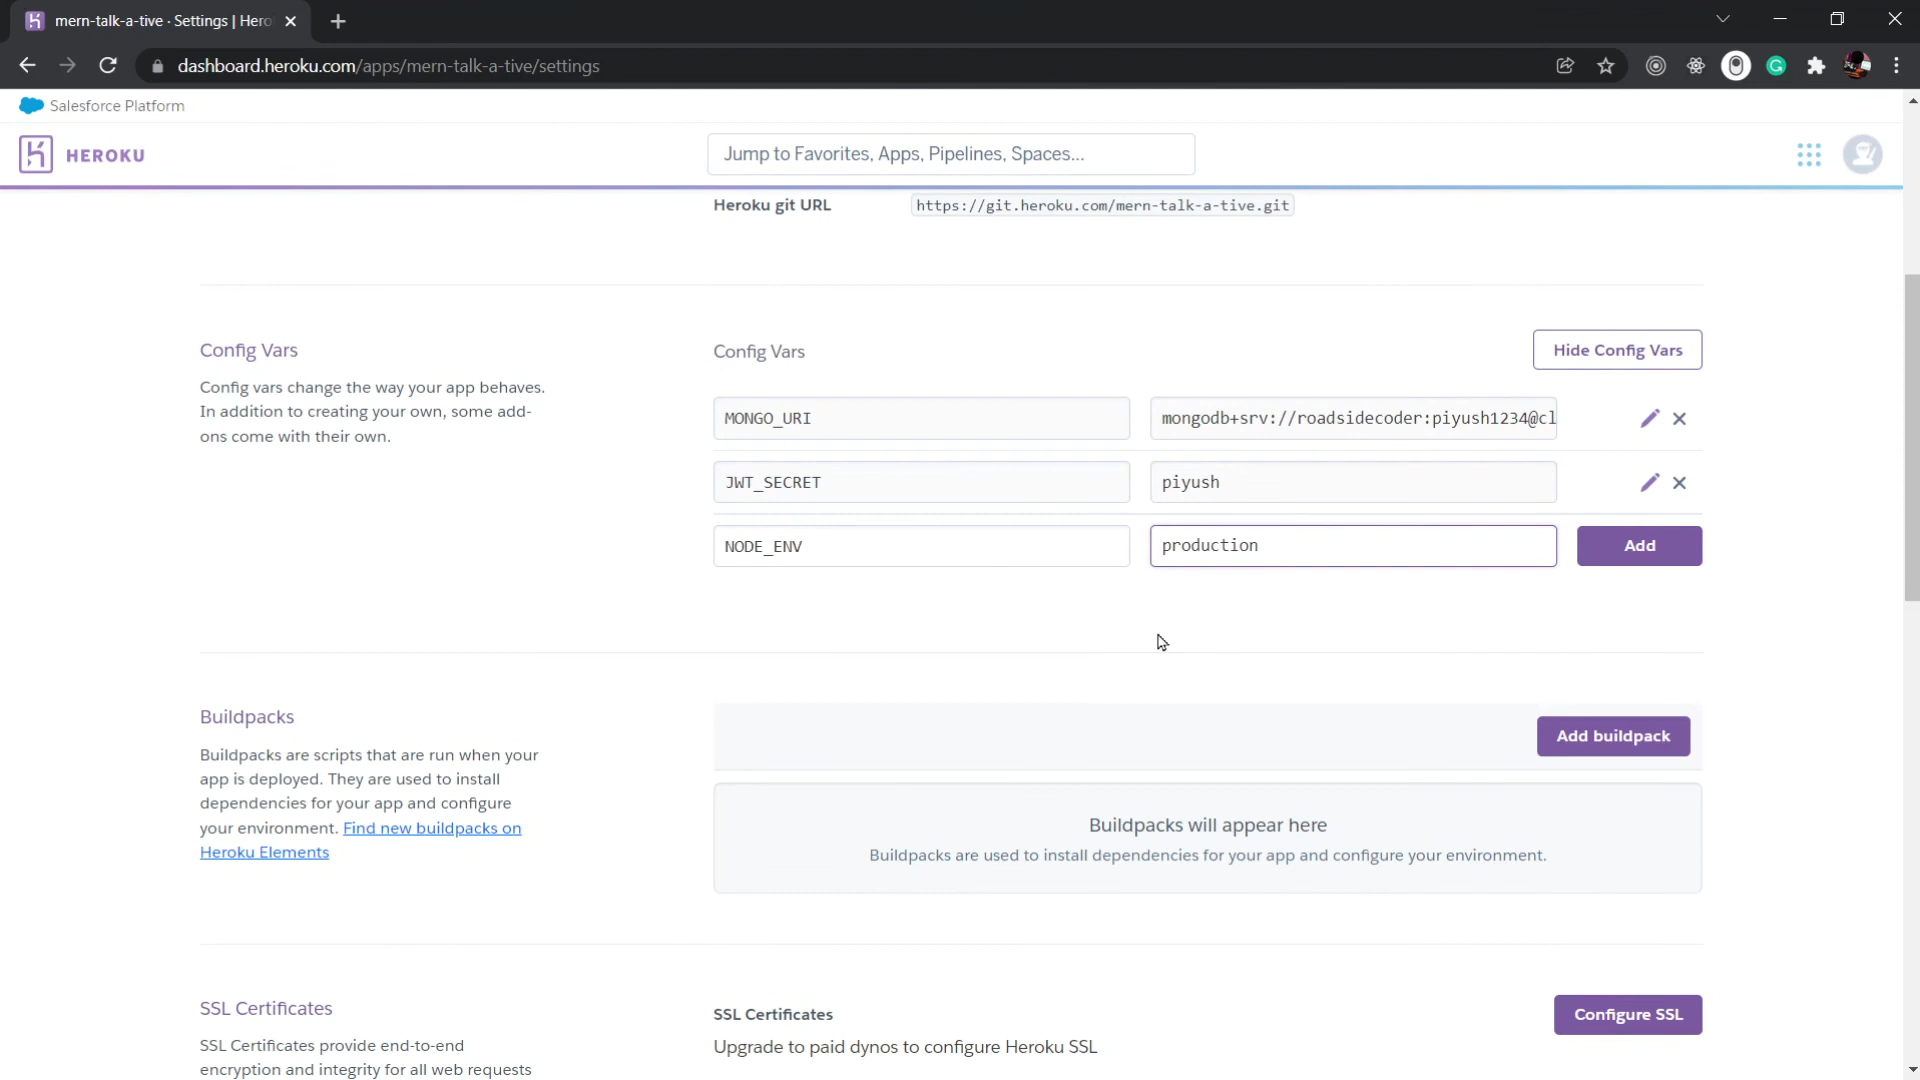 mern-talk-a-tive · Settings | Hero
dashboard.heroku.com/apps/mern-talk-a-tive/settings
Salesforce Platform
HEROKU
Jump to Favorites, Apps, Pipelines, Spaces...
Heroku git URL
https://git.heroku.com/mern-talk-a-tive.git
Config Vars
Config vars change the way your app behaves.
In addition to creating your own, some add-
ons come with their own.
Config Vars
Hide Config Vars
MONGO_URI
mongodb+srv://roadsidecoder:piyush1234@cl
JWT_SECRET
piyush
NODE_ENV
production
Add
Buildpacks
Buildpacks are scripts that are run when your
app is deployed. They are used to install
dependencies for your app and configure
your environment. Find new buildpacks on
Heroku Elements
Add buildpack
Buildpacks will appear here
Buildpacks are used to install dependencies for your app and configure your environment.
SSL Certificates
SSL Certificates provide end-to-end
encryption and integrity for all web requests
SSL Certificates
Upgrade to paid dynos to configure Heroku SSL
Configure SSL